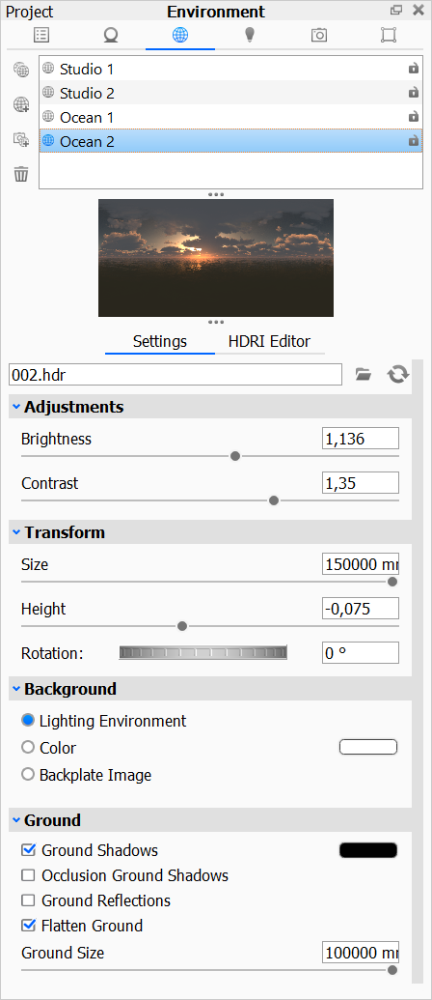 Project Environment
Studio 1
Studio 2
Ocean 1
Ocean 2
Settings HDRI Editor
002.hdr
Adjustments
Brightness 1,136
Contrast 1,35
Transform
Size 150000 mm
Height -0,075
Rotation: 0 °
Background
Lighting Environment
Color
Backplate Image
Ground
Ground Shadows
Occlusion Ground Shadows
Ground Reflections
Flatten Ground
Ground Size 100000 mm